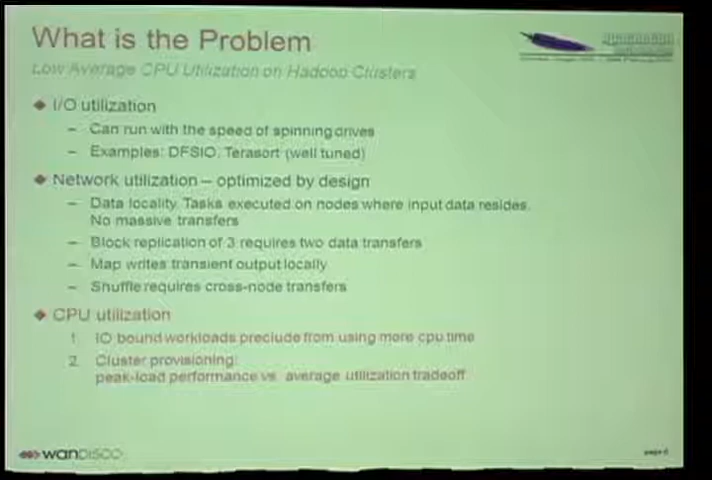 What is the Problem
Low Average CPU Utilization on Hadoop Clusters
◆ I/O utilization
– Can run with the speed of spinning drives
– Examples: DFSIO, Terasort (well tuned)
◆ Network utilization – optimized by design
– Data locality. Tasks executed on nodes where input data resides.
No massive transfers
– Block replication of 3 requires two data transfers
– Map writes transient output locally
– Shuffle requires cross-node transfers
◆ CPU utilization
1. IO bound workloads preclude from using more cpu time
2. Cluster provisioning:
peak-load performance vs. average utilization tradeoff
WANDISCO